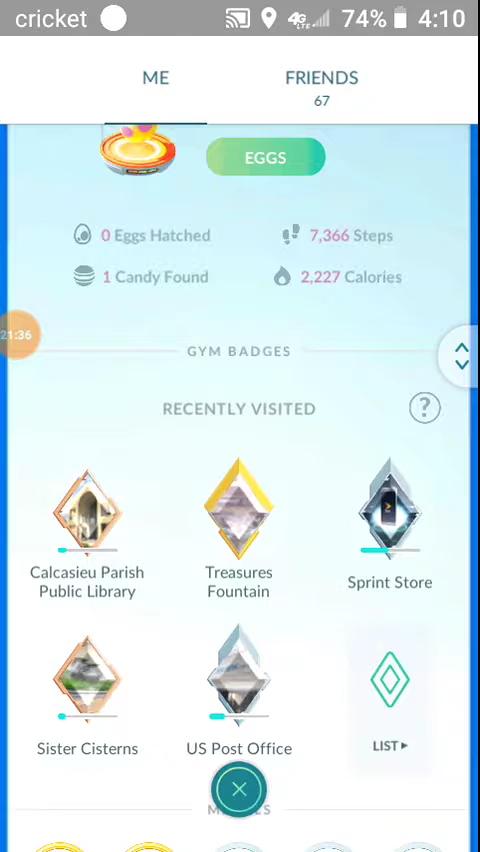 cricket 4G LTE 74% 4:10
ME FRIENDS
67
EGGS
0 Eggs Hatched 7,366 Steps
1 Candy Found 2,227 Calories
21:36
GYM BADGES
RECENTLY VISITED ?
Calcasieu Parish
Public Library
Treasures
Fountain
Sprint Store
Sister Cisterns
US Post Office
LIST